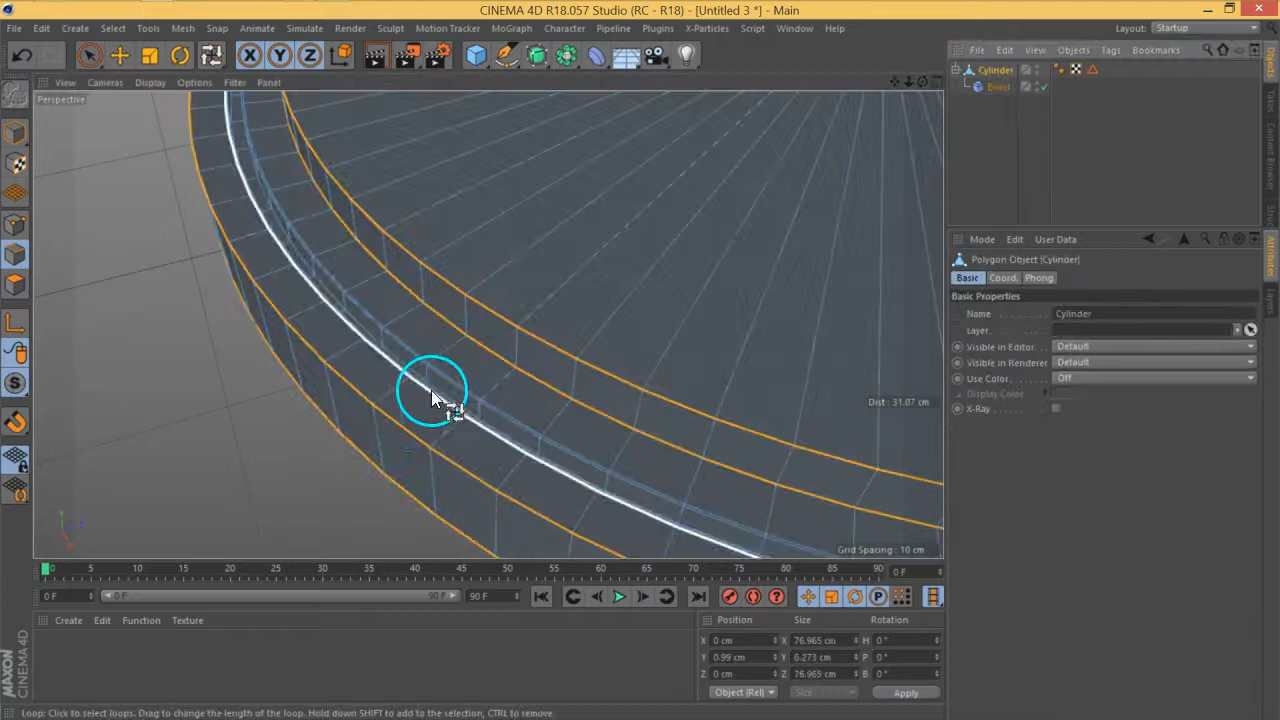 CINEMA 4D R18.057 Studio (RC - R18) - [Untitled 3 *] - Main
File Edit Create Select Tools Mesh Snap Animate Simulate Render Sculpt Motion Tracker MoGraph Character Pipeline Plugins X-Particles Script Window Help Layout: Startup
X Y Z
File Edit View Objects Tags Bookmarks
View Cameras Display Options Filter Panel
Cylinder
Bevel
Perspective
Objects
Takes
Content Browser
Mode Edit User Data
Polygon Object [Cylinder]
Basic Coord. Phong
Basic Properties
Name Cylinder
Layer
Visible in Editor Default
Visible in Renderer Default
Use Color Off
Display Color
X-Ray
Attributes
Layers
Dist : 31.07 cm
Grid Spacing : 10 cm
0 5 10 15 20 25 30 35 40 45 50 55 60 65 70 75 80 85 90 0 F
0 F 0 F 90 F 90 F
Create Edit Function Texture
Position Size Rotation
X 0 cm X 76.965 cm H 0 °
Y 0.99 cm Y 6.273 cm P 0 °
Z 0 cm Z 76.965 cm B 0 °
Object (Rel) Size Apply
MAXON CINEMA 4D
Loop: Click to select loops. Drag to change the length of the loop. Hold down SHIFT to add to the selection, CTRL to remove